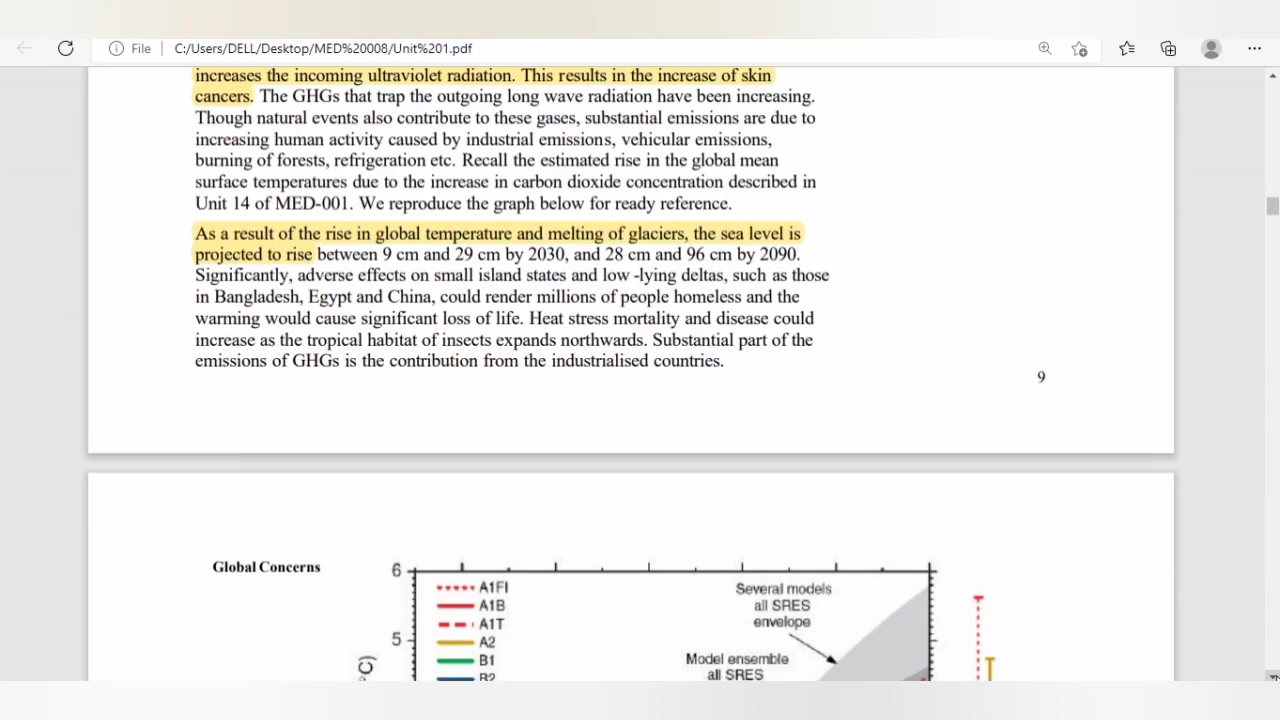 File
C:/Users/DELL/Desktop/MED%20008/Unit%201.pdf
increases the incoming ultraviolet radiation. This results in the increase of skin
cancers. The GHGs that trap the outgoing long wave radiation have been increasing.
Though natural events also contribute to these gases, substantial emissions are due to
increasing human activity caused by industrial emissions, vehicular emissions,
burning of forests, refrigeration etc. Recall the estimated rise in the global mean
surface temperatures due to the increase in carbon dioxide concentration described in
Unit 14 of MED-001. We reproduce the graph below for ready reference.
As a result of the rise in global temperature and melting of glaciers, the sea level is
projected to rise between 9 cm and 29 cm by 2030, and 28 cm and 96 cm by 2090.
Significantly, adverse effects on small island states and low -lying deltas, such as those
in Bangladesh, Egypt and China, could render millions of people homeless and the
warming would cause significant loss of life. Heat stress mortality and disease could
increase as the tropical habitat of insects expands northwards. Substantial part of the
emissions of GHGs is the contribution from the industrialised countries.
9
Global Concerns
6
5
°C)
A1FI
A1B
A1T
A2
B1
B2
Several models
all SRES
envelope
Model ensemble
all SRES